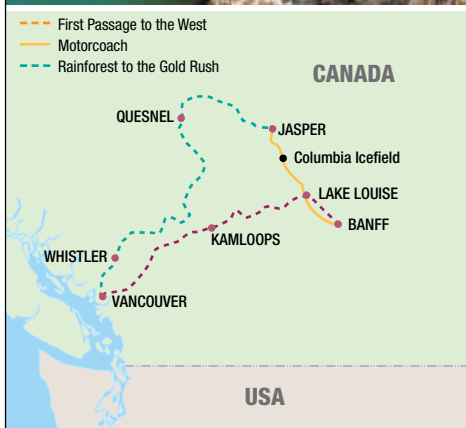 First Passage to the West
Motorcoach
Rainforest to the Gold Rush
CANADA
QUESNEL
JASPER
Columbia Icefield
LAKE LOUISE
BANFF
KAMLOOPS
WHISTLER
VANCOUVER
USA